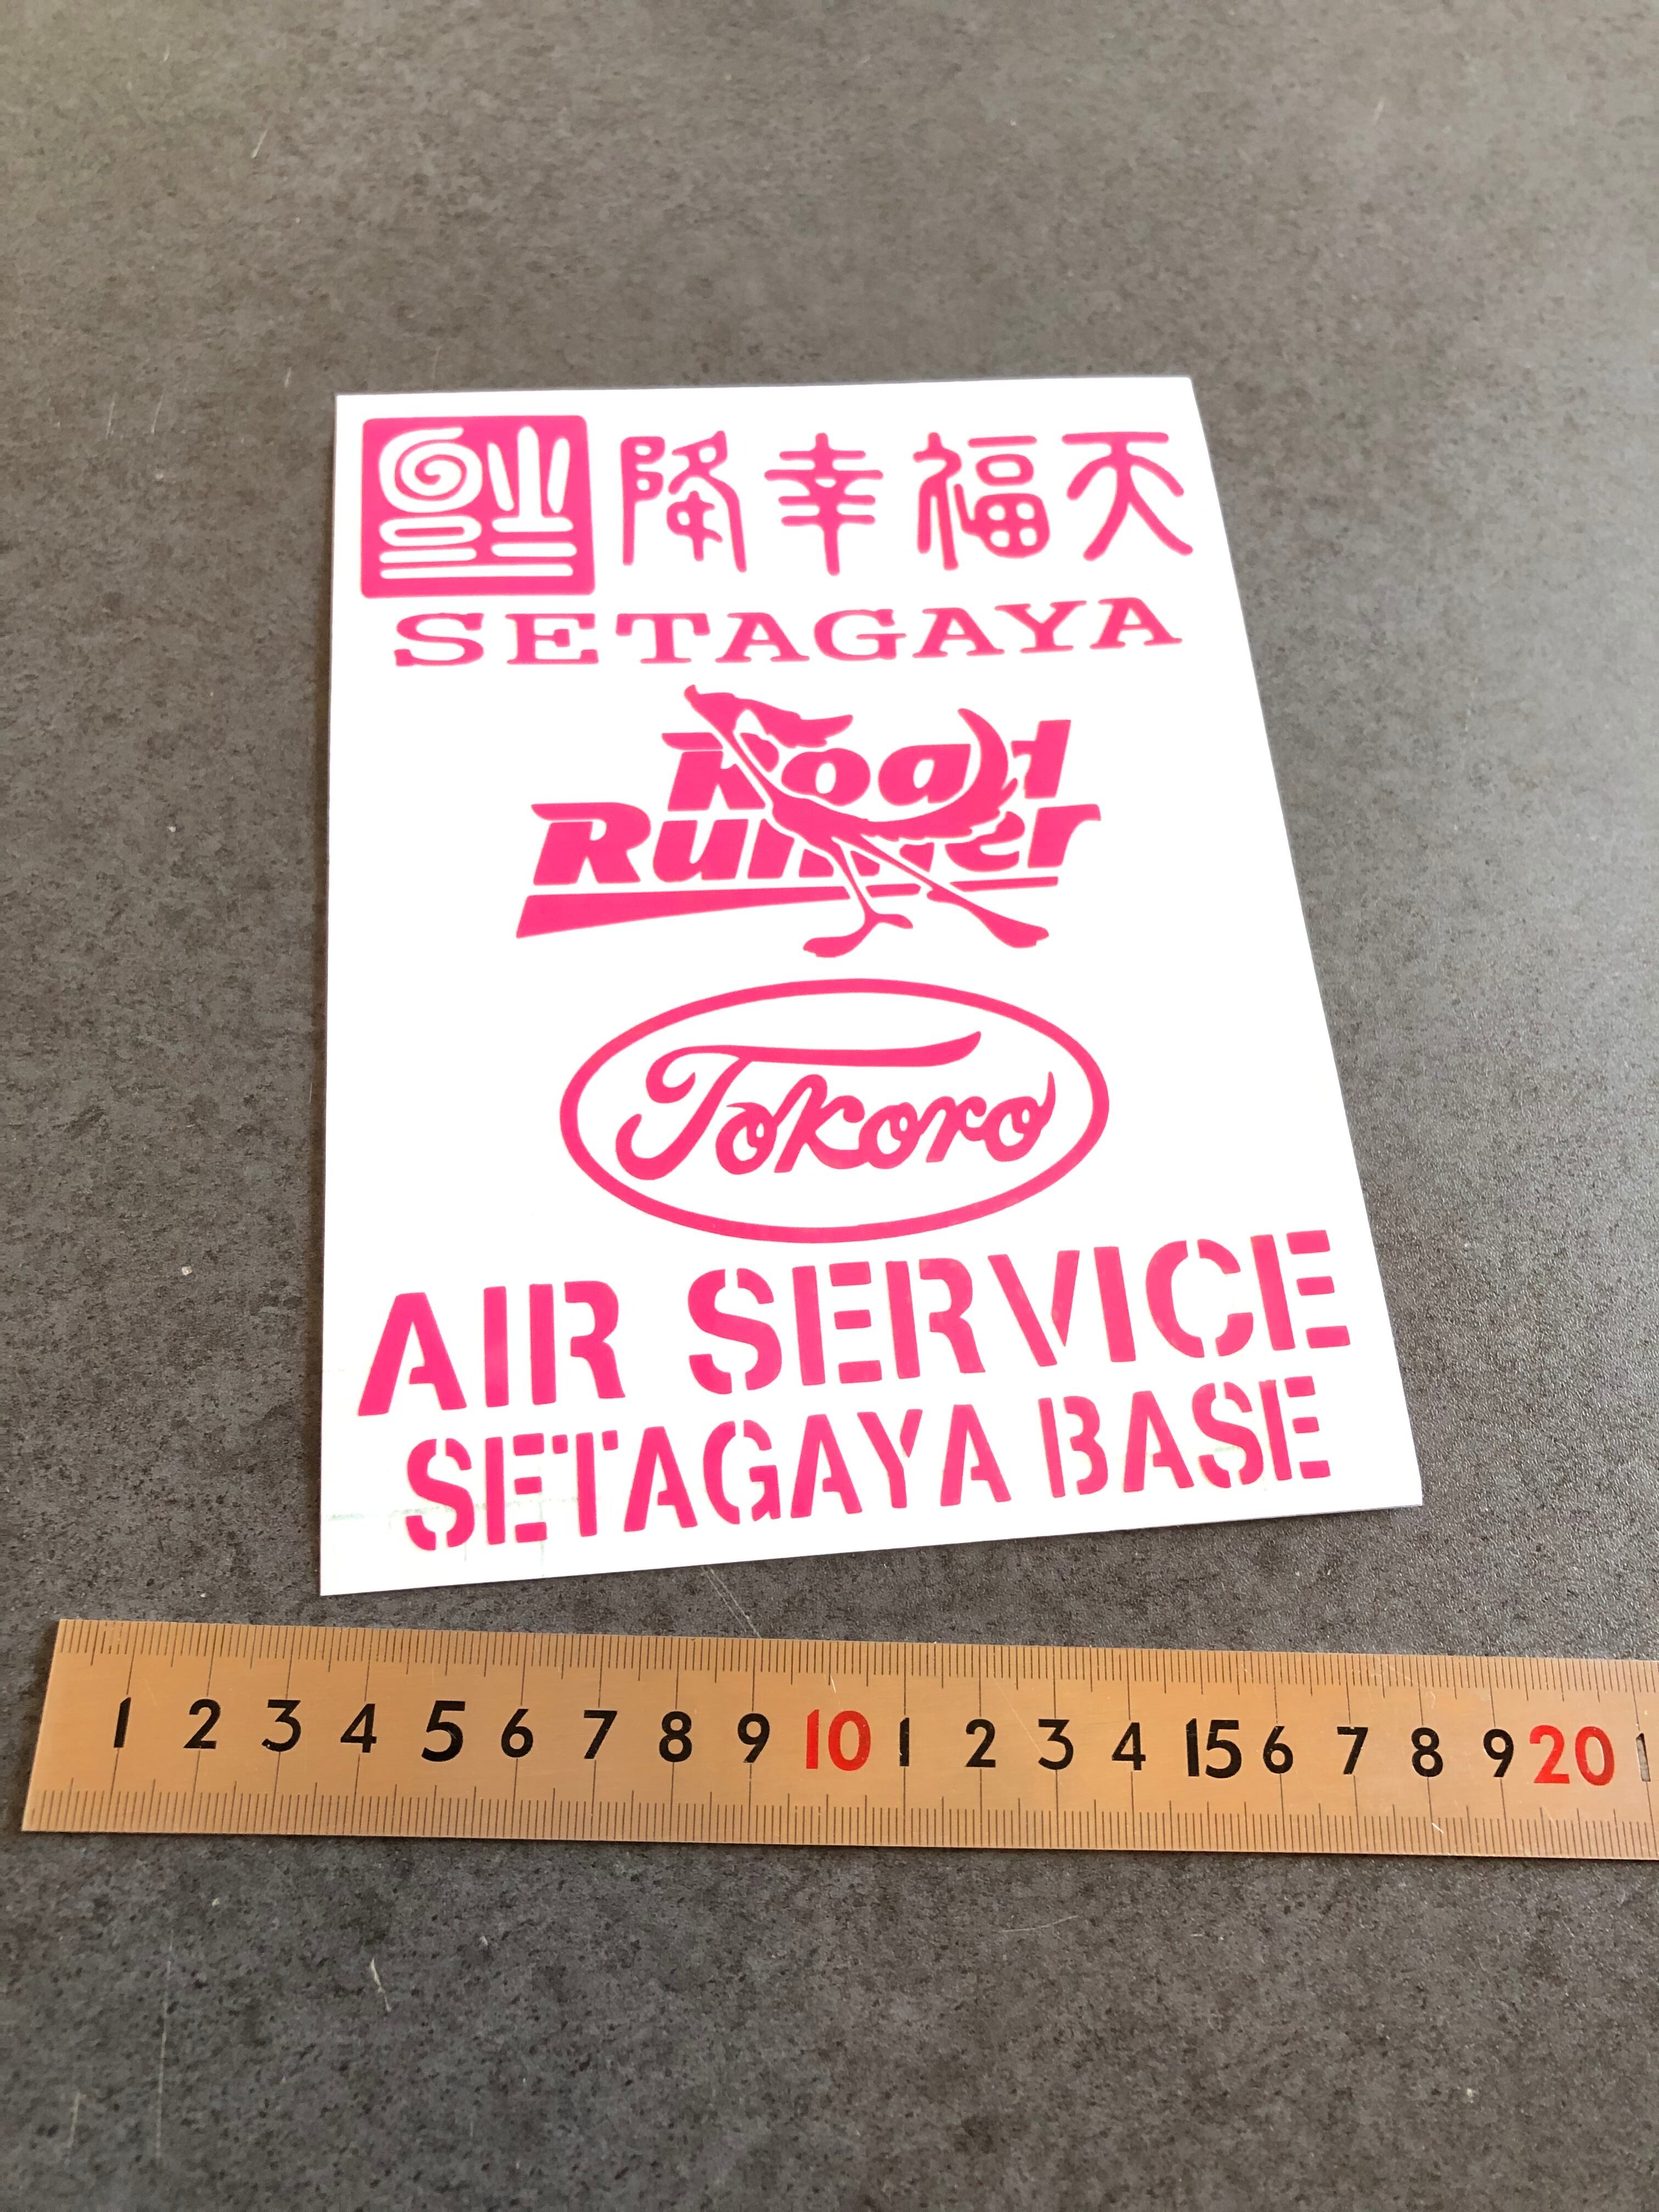 降幸福天
SETAGAYA
Road
Runner
Tokoro
AIR SERVICE
SETAGAYA BASE
1 2 3 4 5 6 7 8 9 10 1 2 3 4 15 6 7 8 9 20 1